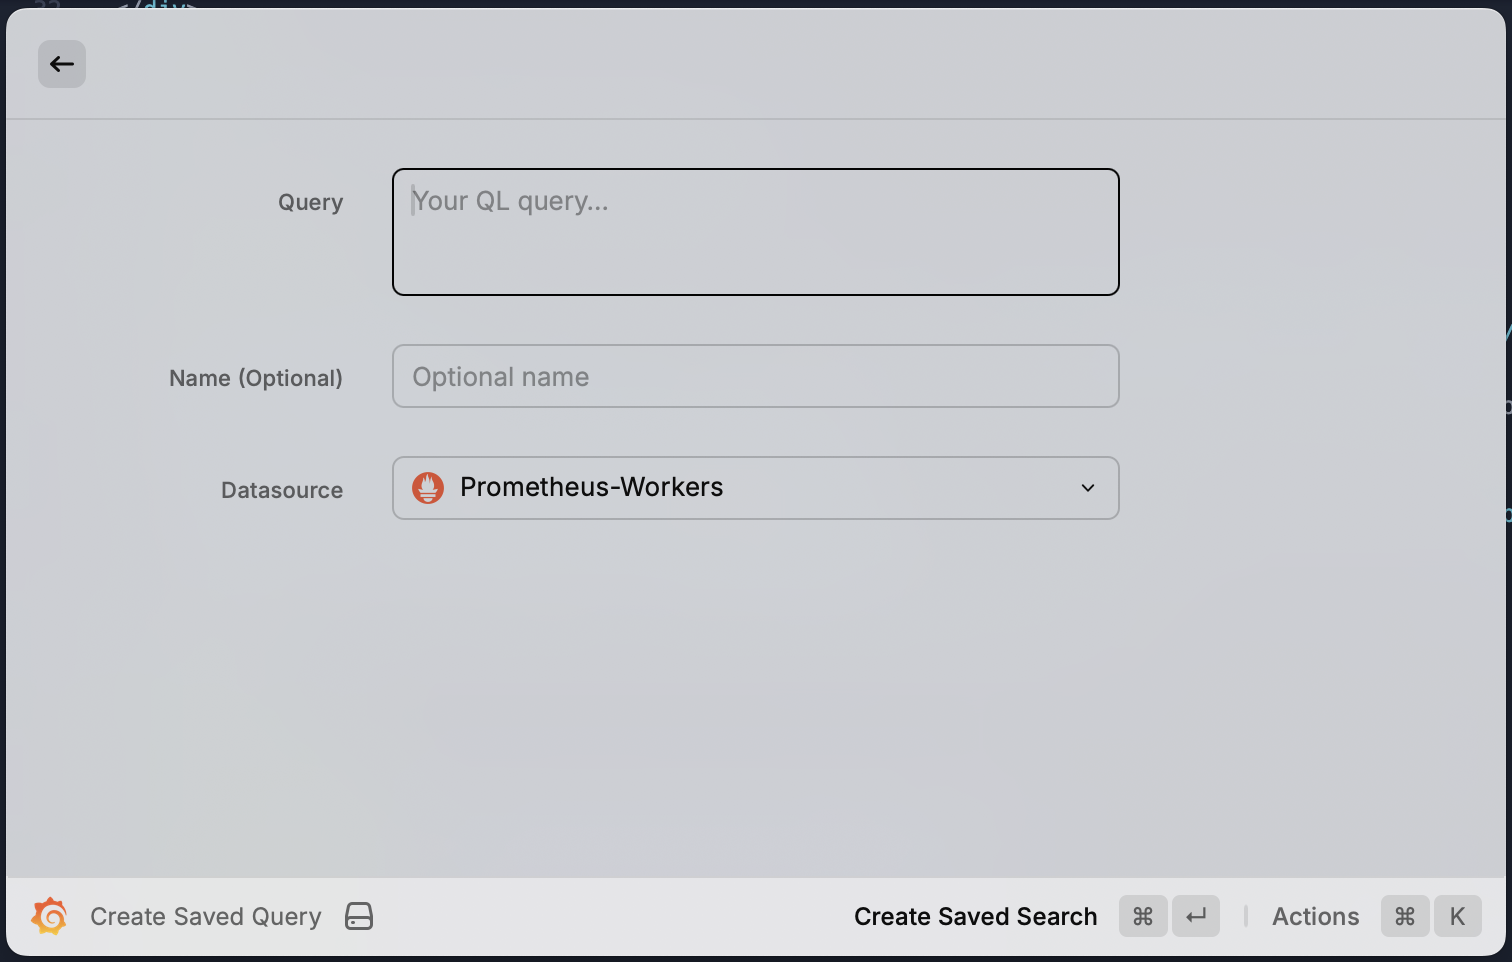 Query
Your QL query...
Name (Optional)
Optional name
Datasource
Prometheus-Workers
Create Saved Query
Create Saved Search ⌘ ↵
Actions ⌘ K